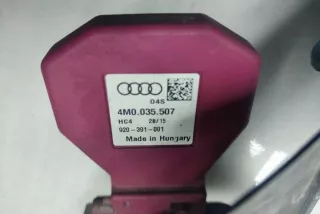 04S
4M0.035.507
HC4 28/15
920-391-001
Made in Hungary